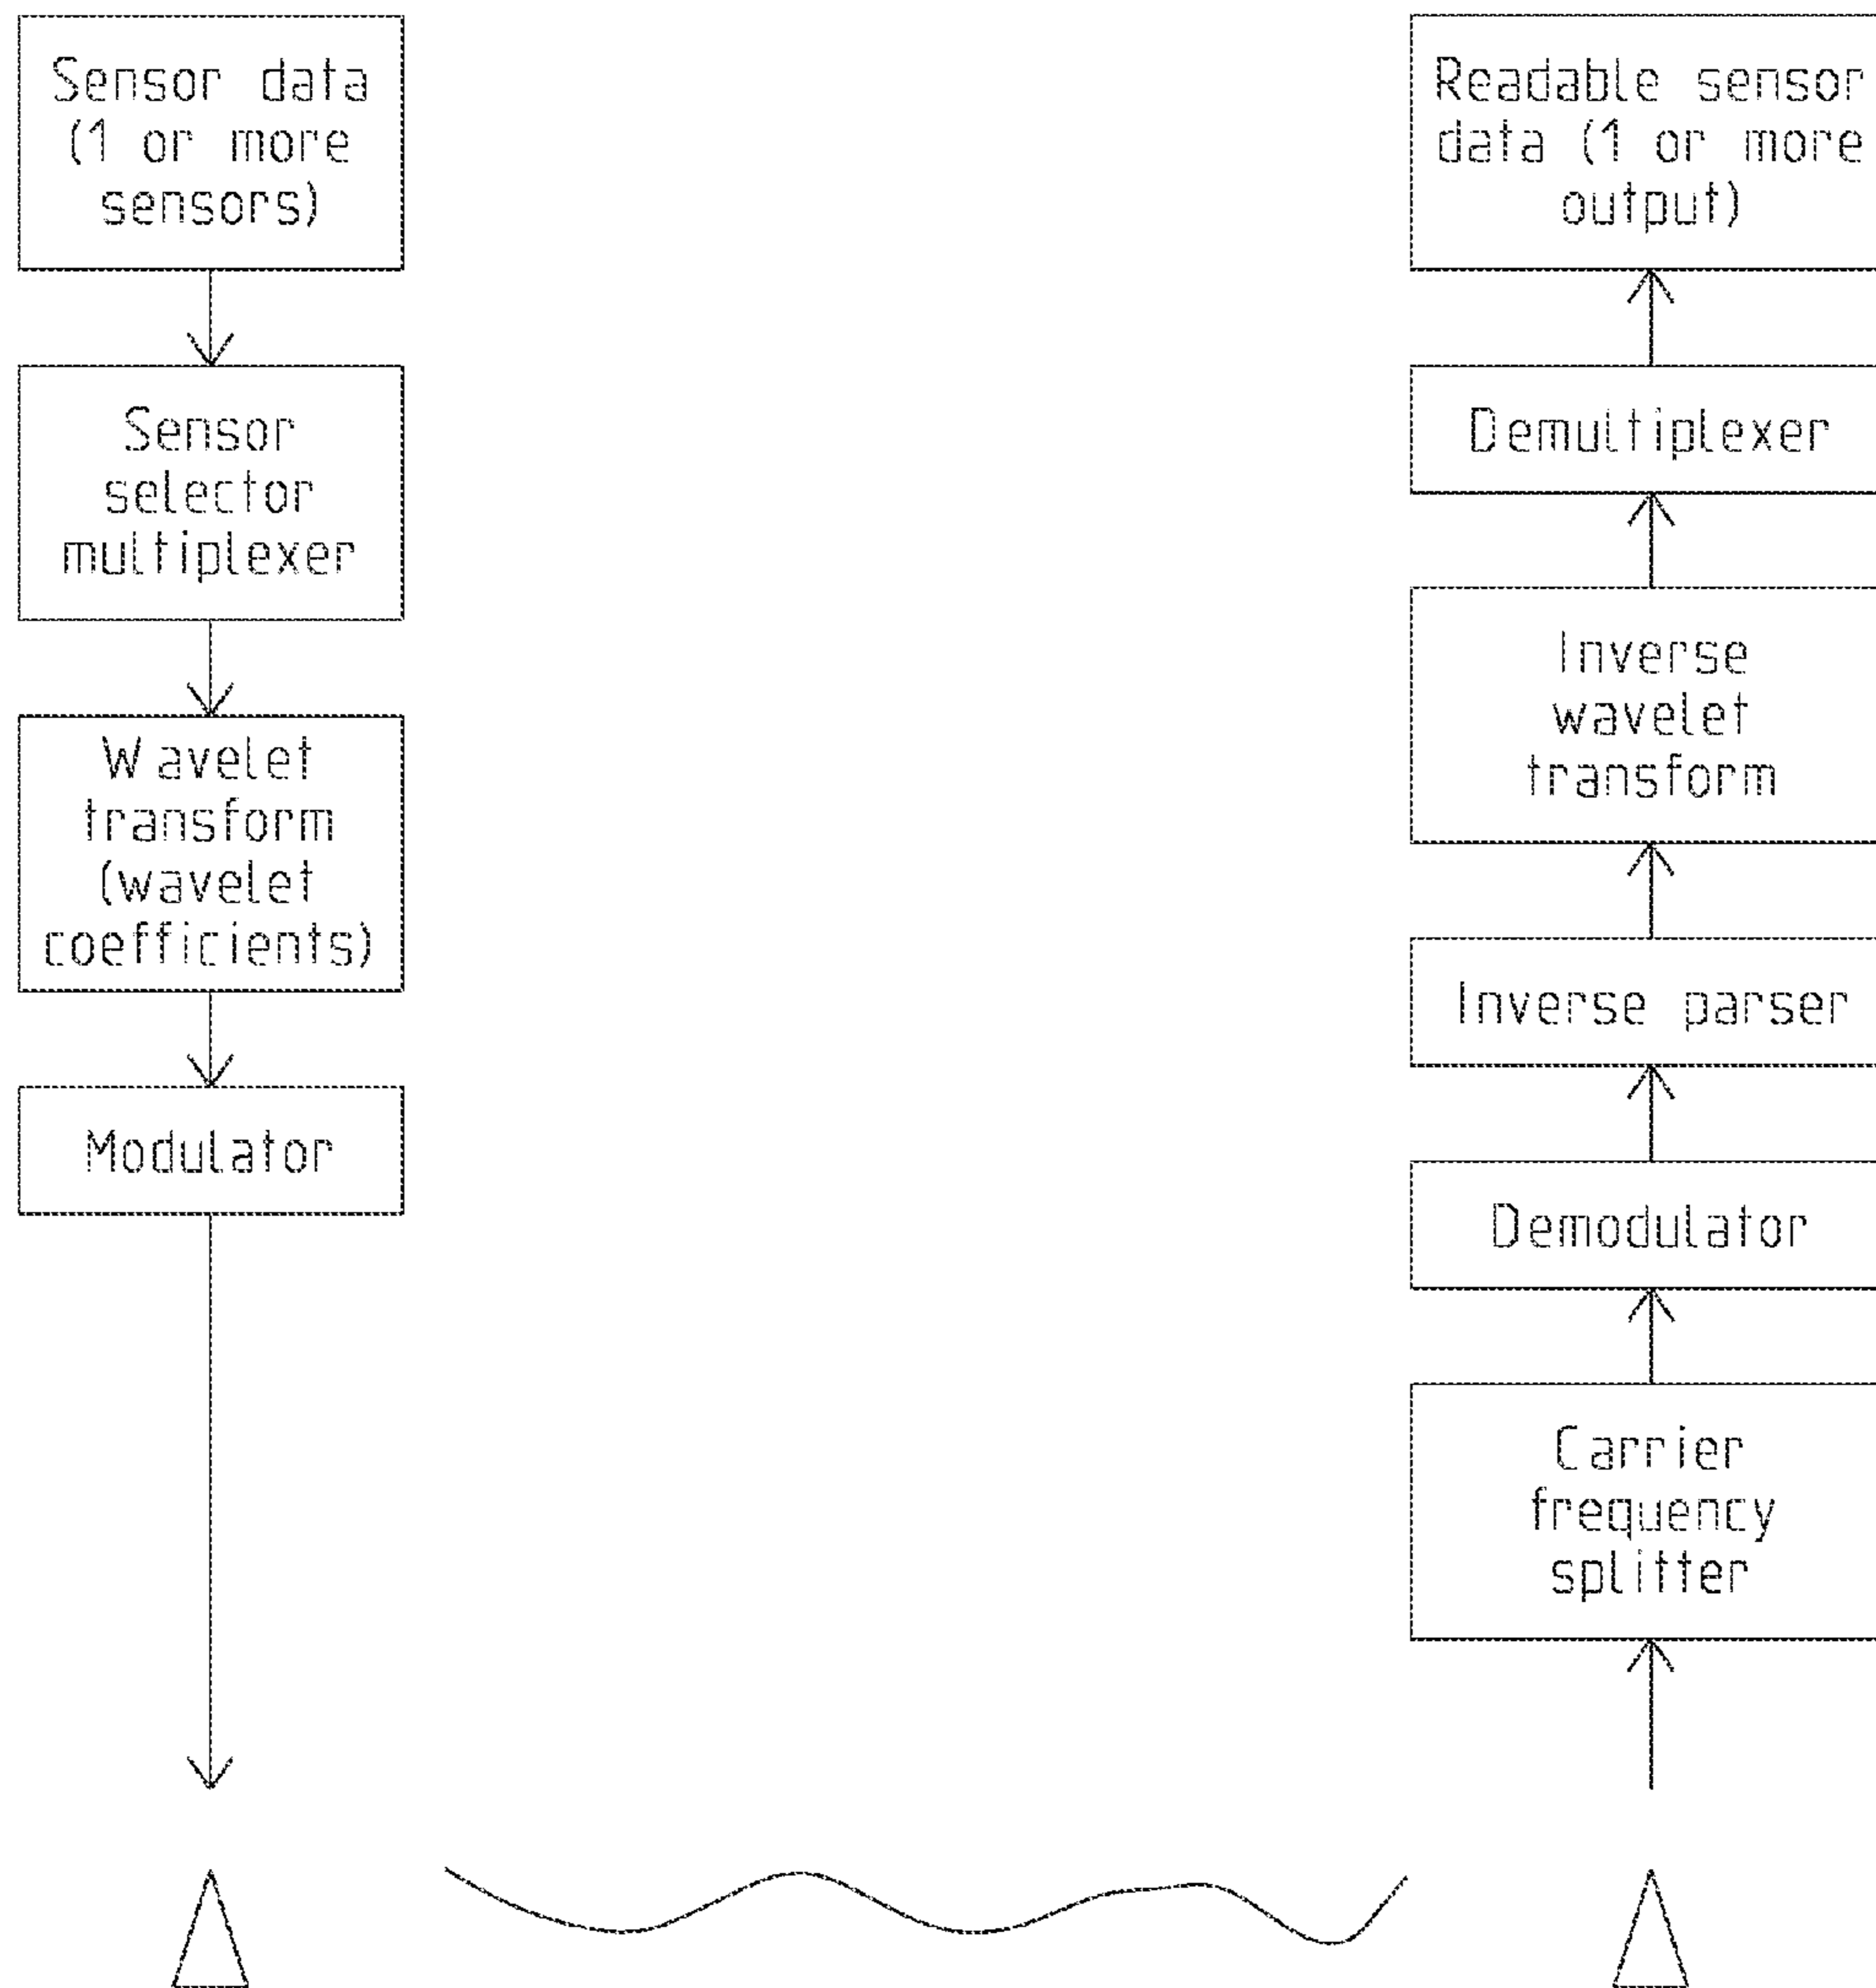 Sensor data
(1 or more
sensors)
Sensor
selector
multiplexer
Wavelet
transform
(wavelet
coefficients)
Modulator
Readable sensor
data (1 or more
output)
Demultiplexer
Inverse
wavelet
transform
Inverse parser
Demodulator
Carrier
frequency
splitter